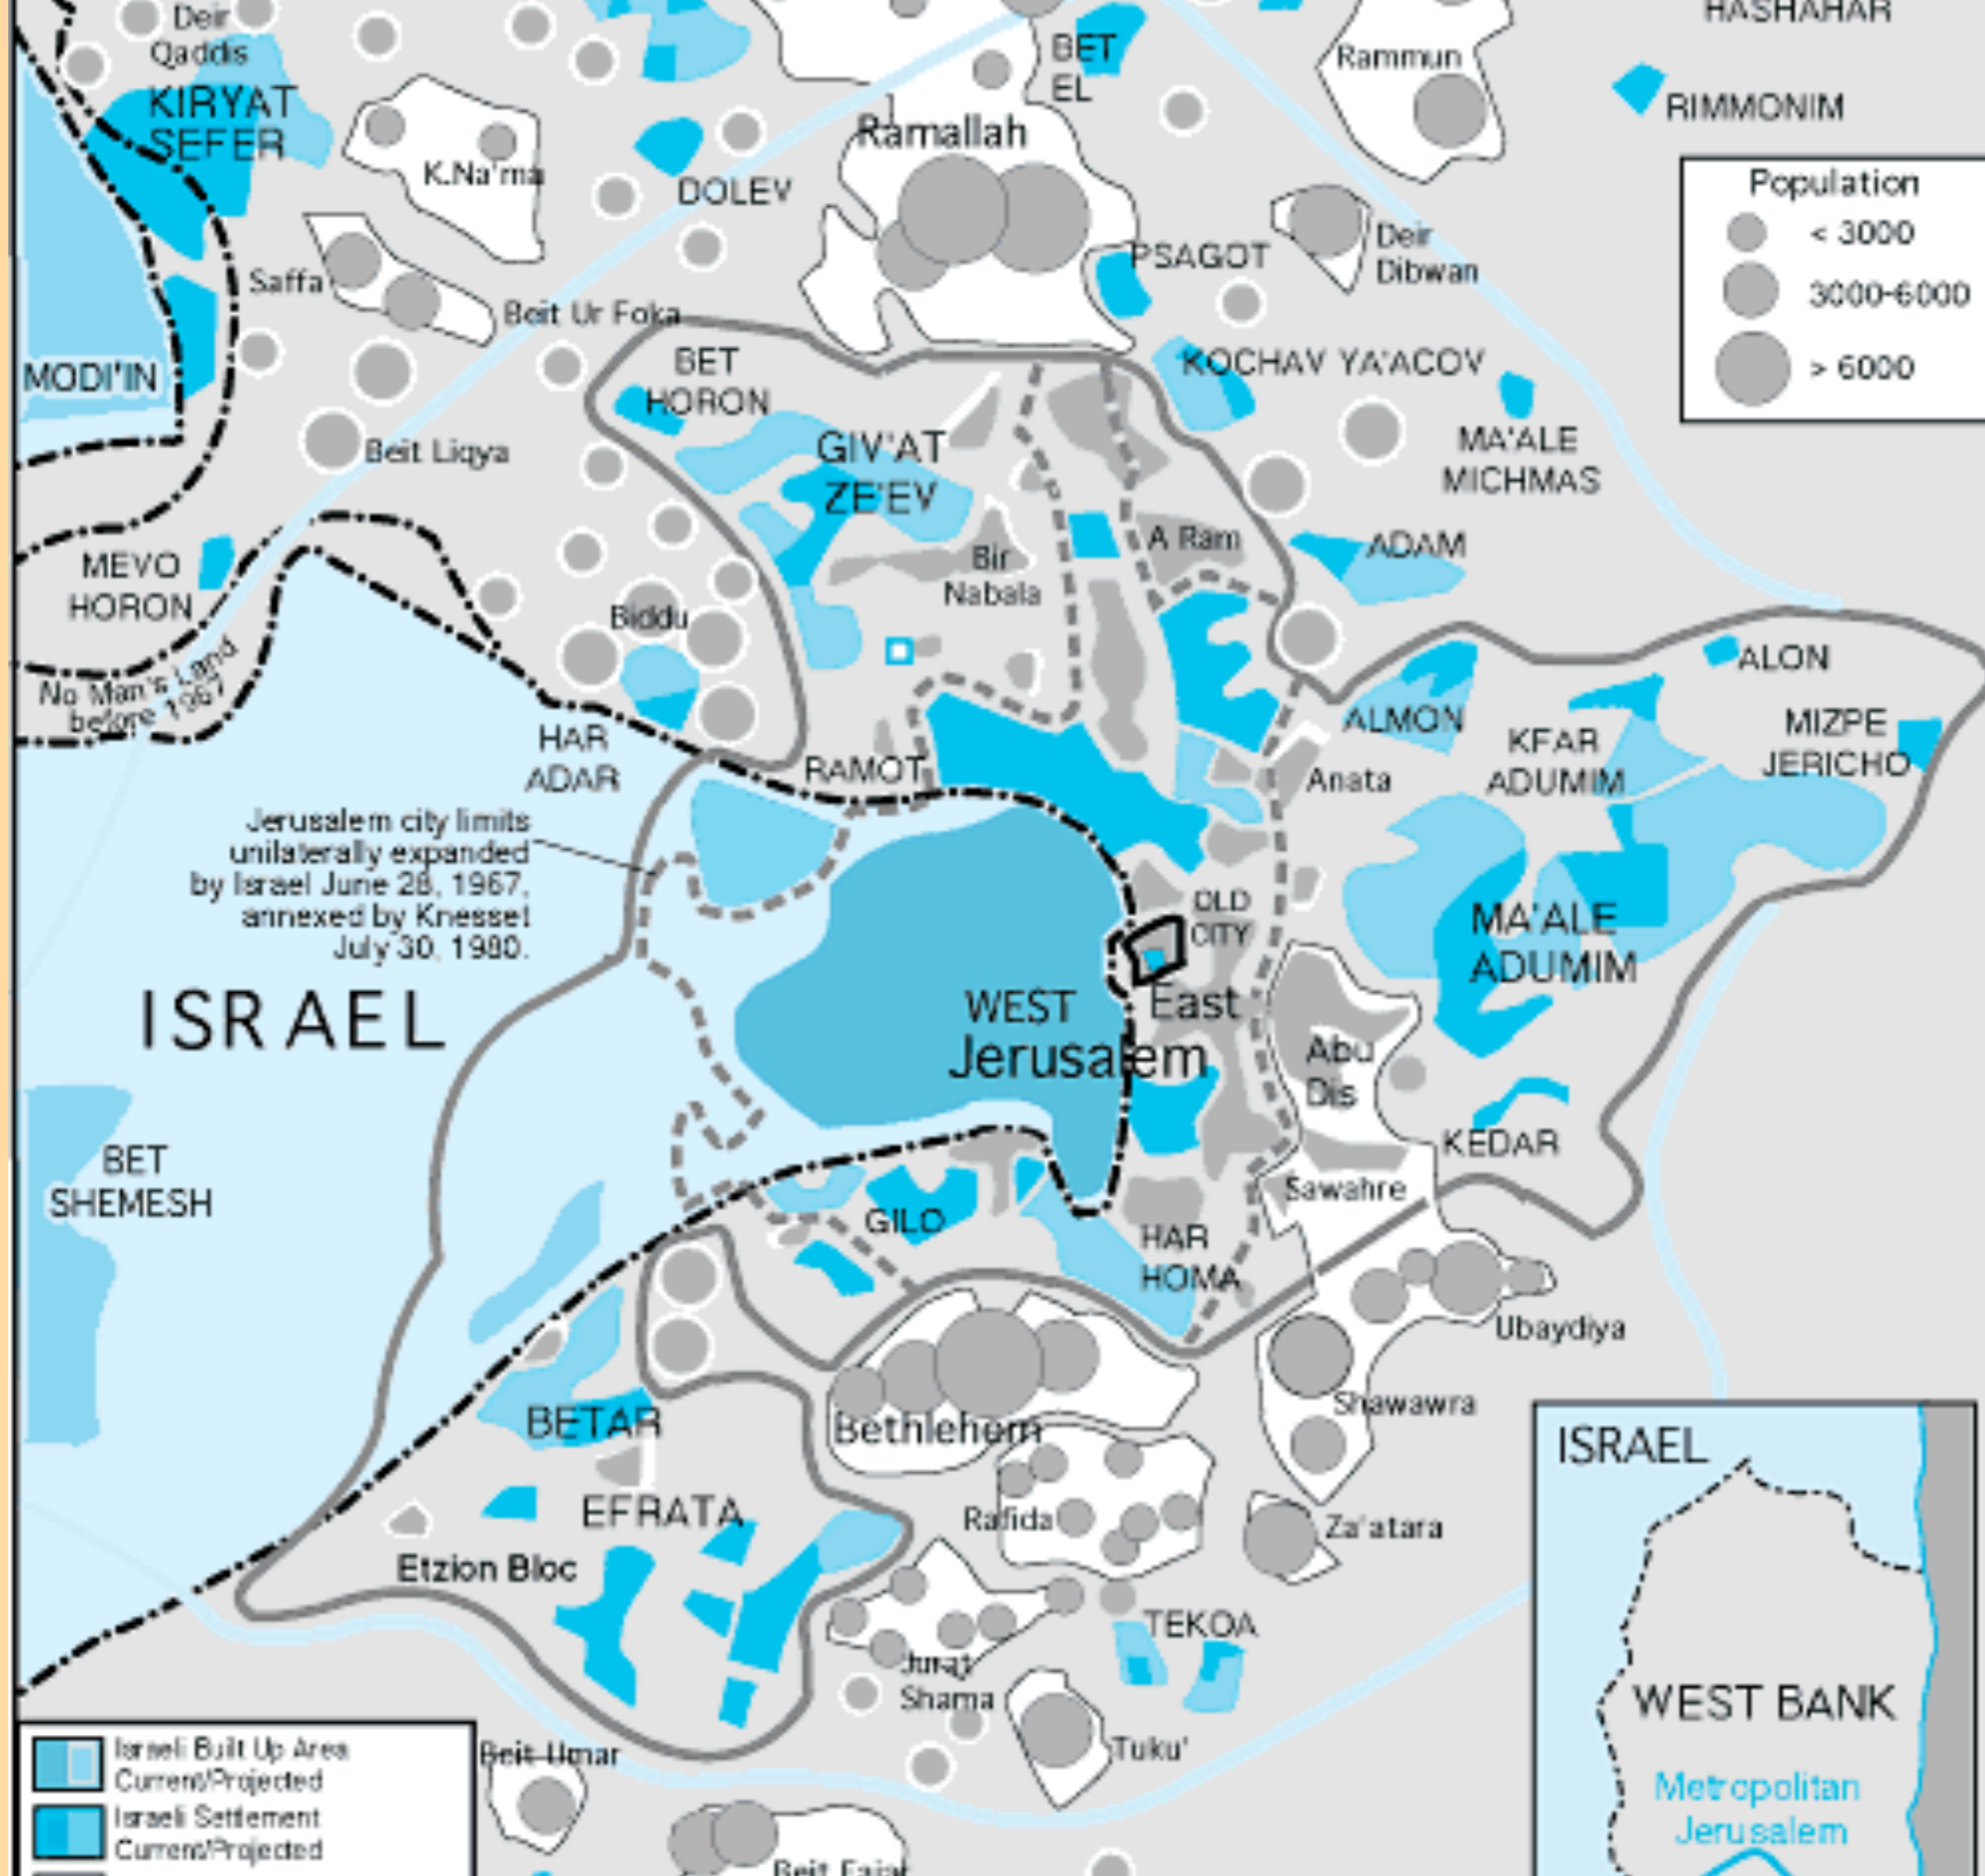 Deir
Qaddis
KIRYAT
SEFER
K.Na'ma
DOLEV
Saffa
Beit Ur Foka
MODI'IN
Beit Liqya
MEVO
HORON
No Man's Land
before 1967
BET
EL
Ramallah
Rammun
HASHAHAR
RIMMONIM
Population
< 3000
3000-6000
> 6000
PSAGOT
Deir
Dibwan
KOCHAV YA'ACOV
MA'ALE
MICHMAS
BET
HORON
GIV'AT
ZE'EV
Bir
Nabala
A Ram
ADAM
Biddu
HAR
ADAR
RAMOT
ALMON
ALON
KFAR
ADUMIM
MIZPE
JERICHO
Anata
Jerusalem city limits
unilaterally expanded
by Israel June 28, 1967,
annexed by Knesset
July 30, 1980.
OLD
CITY
MA'ALE
ADUMIM
ISRAEL
WEST
East
Jerusalem
Abu
Dis
KEDAR
BET
SHEMESH
GILO
Sawahre
HAR
HOMA
Ubaydiya
Shawawra
BETAR
Bethlehem
EFRATA
Rafida
Za'atara
Etzion Bloc
TEKOA
Jurat
Shama
Tuku'
Beit Umar
Beit Fajar
Israeli Built Up Area
Current/Projected
Israeli Settlement
Current/Projected
ISRAEL
WEST BANK
Metropolitan
Jerusalem